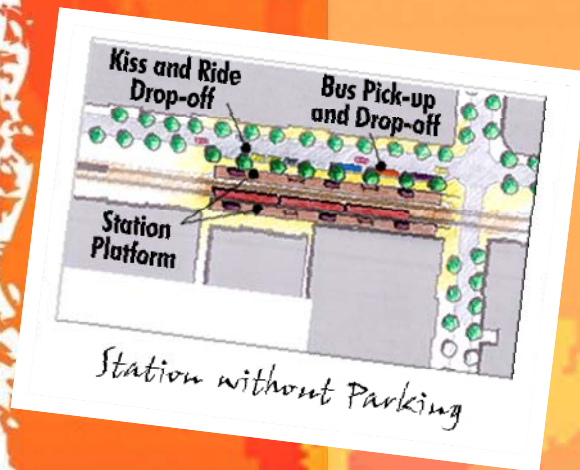 Kiss and Ride
Drop-off
Bus Pick-up
and Drop-off
Station
Platform
Station without Parking